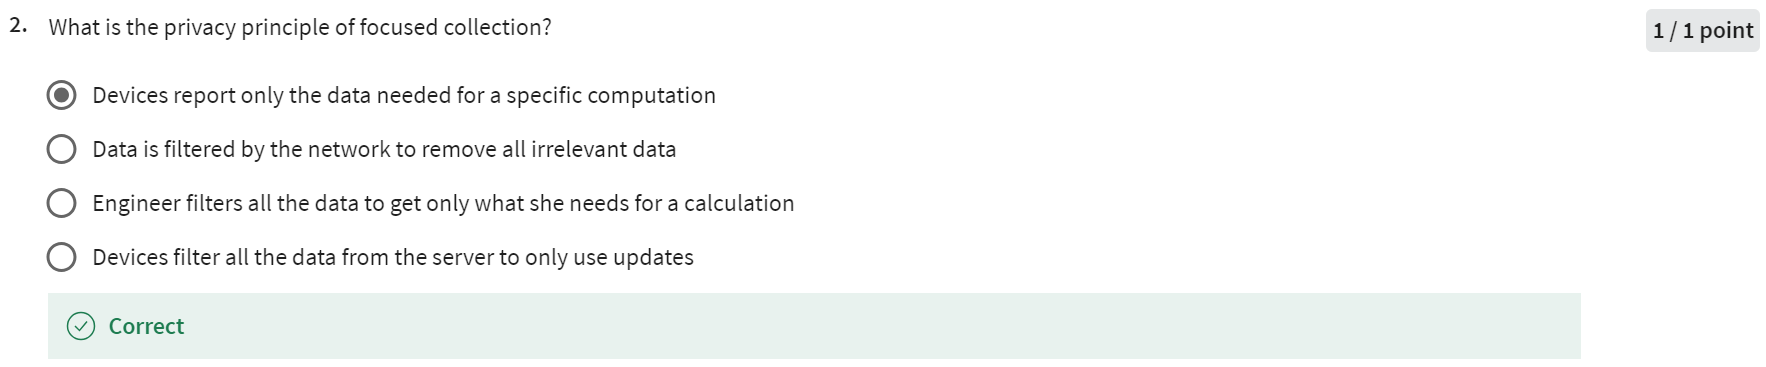 2. What is the privacy principle of focused collection?
1 / 1 point
Devices report only the data needed for a specific computation
Data is filtered by the network to remove all irrelevant data
Engineer filters all the data to get only what she needs for a calculation
Devices filter all the data from the server to only use updates
Correct